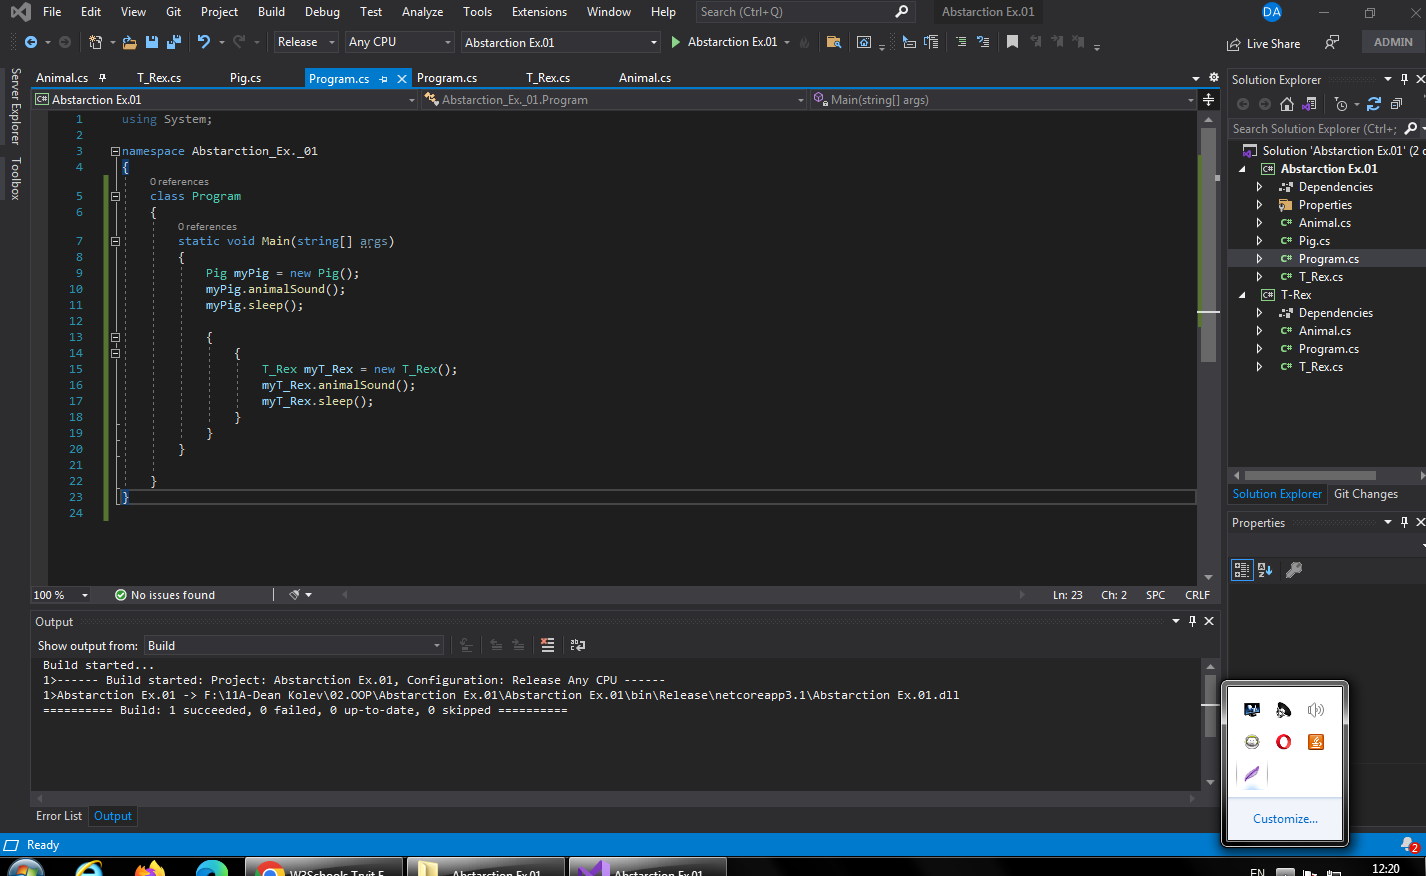 File Edit View Git Project Build Debug Test Analyze Tools Extensions Window Help Search (Ctrl+Q) Abstarction Ex.01 DA
Release Any CPU Abstarction Ex.01 Abstarction Ex.01 Live Share ADMIN
Server Explorer
Toolbox
Animal.cs T_Rex.cs Pig.cs Program.cs Program.cs T_Rex.cs Animal.cs
C# Abstarction Ex.01 Abstarction_Ex._01.Program Main(string[] args)
1 using System;
2
3 namespace Abstarction_Ex._01
4 {
0 references
5 class Program
6 {
0 references
7 static void Main(string[] args)
8 {
9 Pig myPig = new Pig();
10 myPig.animalSound();
11 myPig.sleep();
12
13 {
14 {
15 T_Rex myT_Rex = new T_Rex();
16 myT_Rex.animalSound();
17 myT_Rex.sleep();
18 }
19 }
20 }
21
22 }
23 }
24
100 % No issues found Ln: 23 Ch: 2 SPC CRLF
Output
Show output from: Build
Build started...
1>------ Build started: Project: Abstarction Ex.01, Configuration: Release Any CPU ------
1>Abstarction Ex.01 -> F:\11A-Dean Kolev\02.OOP\Abstarction Ex.01\Abstarction Ex.01\bin\Release\netcoreapp3.1\Abstarction Ex.01.dll
========== Build: 1 succeeded, 0 failed, 0 up-to-date, 0 skipped ==========
Error List Output
Solution Explorer
Search Solution Explorer (Ctrl+;
Solution 'Abstarction Ex.01' (2 
C# Abstarction Ex.01
Dependencies
Properties
C# Animal.cs
C# Pig.cs
C# Program.cs
C# T_Rex.cs
C# T-Rex
Dependencies
C# Animal.cs
C# Program.cs
C# T_Rex.cs
Solution Explorer Git Changes
Properties
Customize...
Ready 2
W3Schools Tryit E Abstarction Ex.01 Abstarction Ex.01 EN 12:20